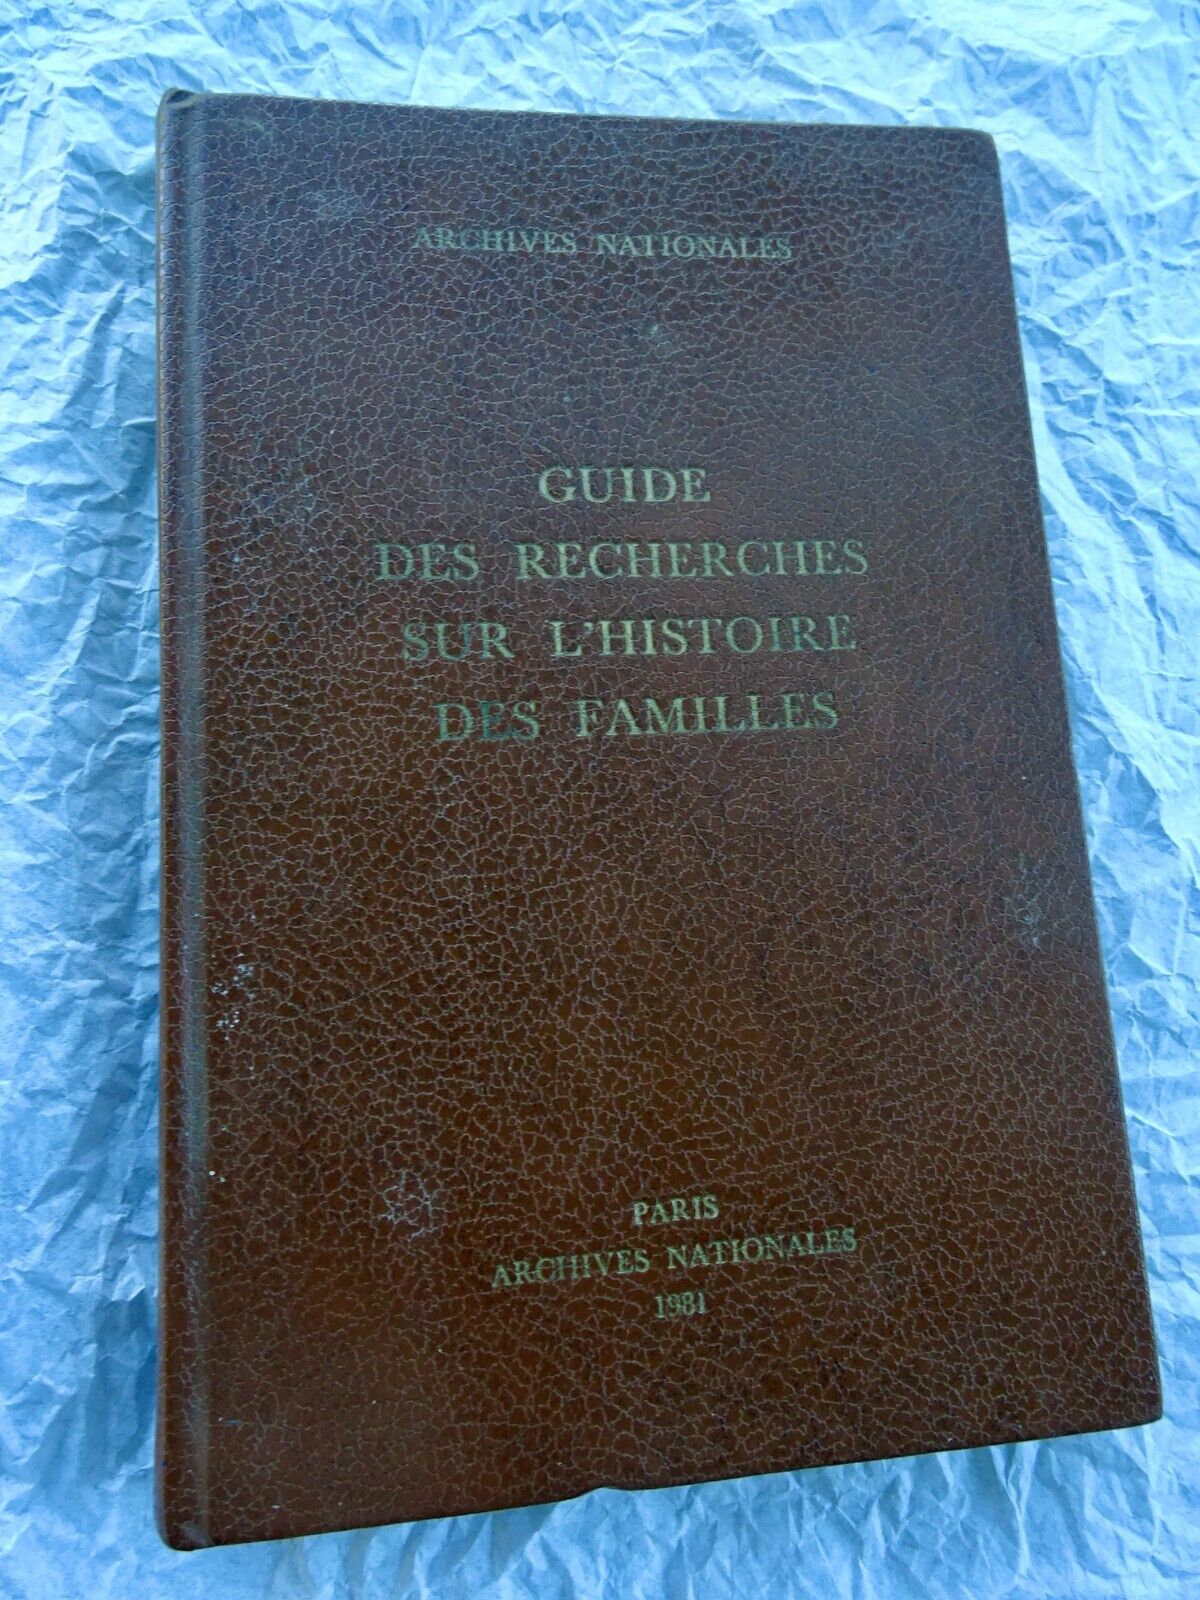 ARCHIVES NATIONALES
GUIDE
DES RECHERCHES
SUR L'HISTOIRE
DES FAMILLES
PARIS
ARCHIVES NATIONALES
1981